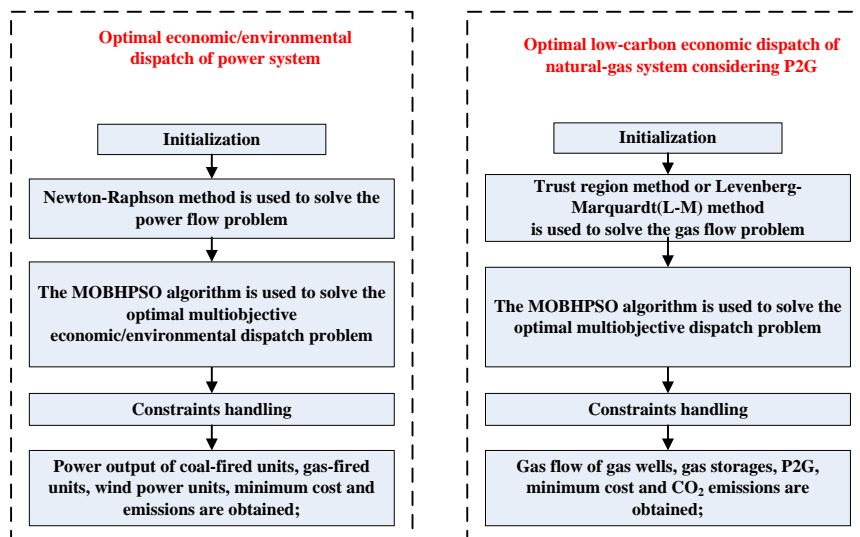 Optimal economic/environmental
dispatch of power system
Initialization
Newton-Raphson method is used to solve the
power flow problem
The MOBHPSO algorithm is used to solve the
optimal multiobjective
economic/environmental dispatch problem
Constraints handling
Power output of coal-fired units, gas-fired
units, wind power units, minimum cost and
emissions are obtained;
Optimal low-carbon economic dispatch of
natural-gas system considering P2G
Initialization
Trust region method or Levenberg-
Marquardt(L-M) method
is used to solve the gas flow problem
The MOBHPSO algorithm is used to solve the
optimal multiobjective dispatch problem
Constraints handling
Gas flow of gas wells, gas storages, P2G,
minimum cost and CO₂ emissions are
obtained;